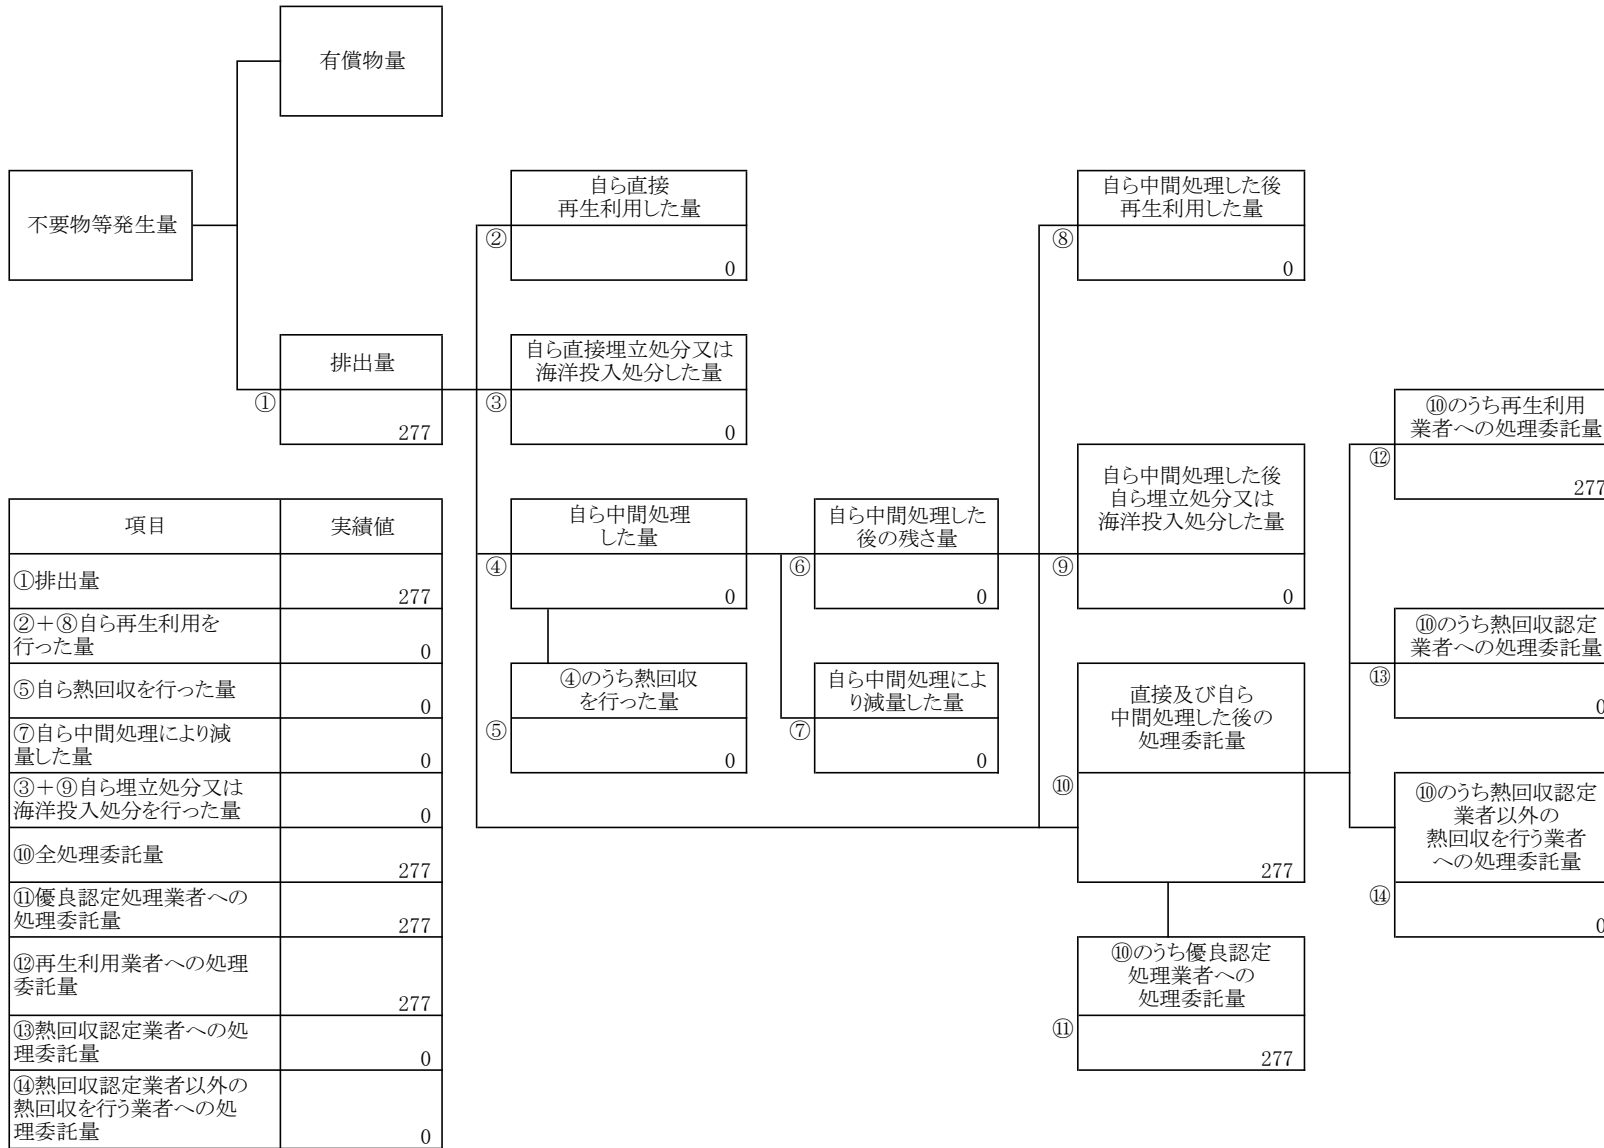 有償物量
不要物等発生量
自ら直接
再生利用した量
②
0
自ら中間処理した後
再生利用した量
⑧
0
排出量
①
277
自ら直接埋立処分又は
海洋投入処分した量
③
0
⑩のうち再生利用
業者への処理委託量
⑫
277
自ら中間処理
した量
④
0
自ら中間処理した
後の残さ量
⑥
0
自ら中間処理した後
自ら埋立処分又は
海洋投入処分した量
⑨
0
⑩のうち熱回収認定
業者への処理委託量
⑬
0
④のうち熱回収
を行った量
⑤
0
自ら中間処理によ
り減量した量
⑦
0
直接及び自ら
中間処理した後の
処理委託量
⑩
277
⑩のうち熱回収認定
業者以外の
熱回収を行う業者
への処理委託量
⑭
0
⑩のうち優良認定
処理業者への
処理委託量
⑪
277
項目 実績値
①排出量
277
②+⑧自ら再生利用を
行った量
0
⑤自ら熱回収を行った量
0
⑦自ら中間処理により減
量した量
0
③+⑨自ら埋立処分又は
海洋投入処分を行った量
0
⑩全処理委託量
277
⑪優良認定処理業者への
処理委託量
277
⑫再生利用業者への処理
委託量
277
⑬熱回収認定業者への処
理委託量
0
⑭熱回収認定業者以外の
熱回収を行う業者への処
理委託量
0